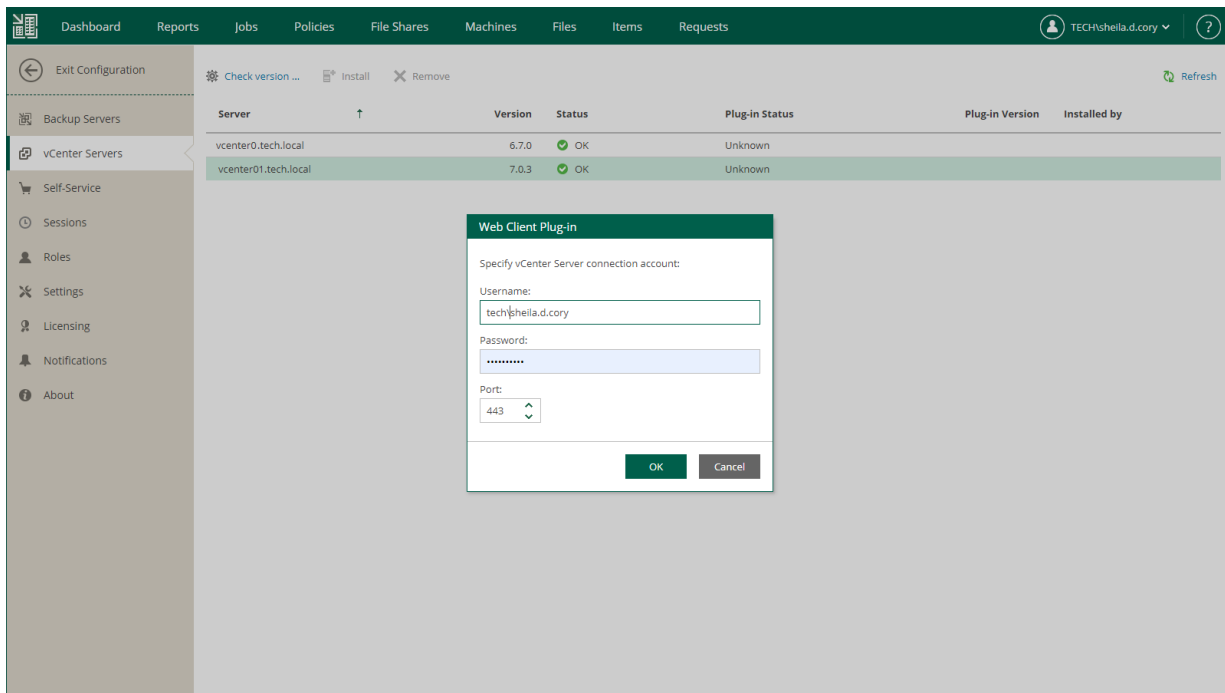 Dashboard Reports Jobs Policies File Shares Machines Files Items Requests TECH\sheila.d.cory ?
Exit Configuration
Check version ... Install Remove Refresh
Backup Servers
Server Version Status Plug-in Status Plug-in Version Installed by
vCenter Servers
vcenter0.tech.local 6.7.0 OK Unknown
vcenter01.tech.local 7.0.3 OK Unknown
Self-Service
Sessions
Roles
Settings
Licensing
Notifications
About
Web Client Plug-in
Specify vCenter Server connection account:
Username:
tech\sheila.d.cory
Password:
••••••••••
Port:
443
OK Cancel